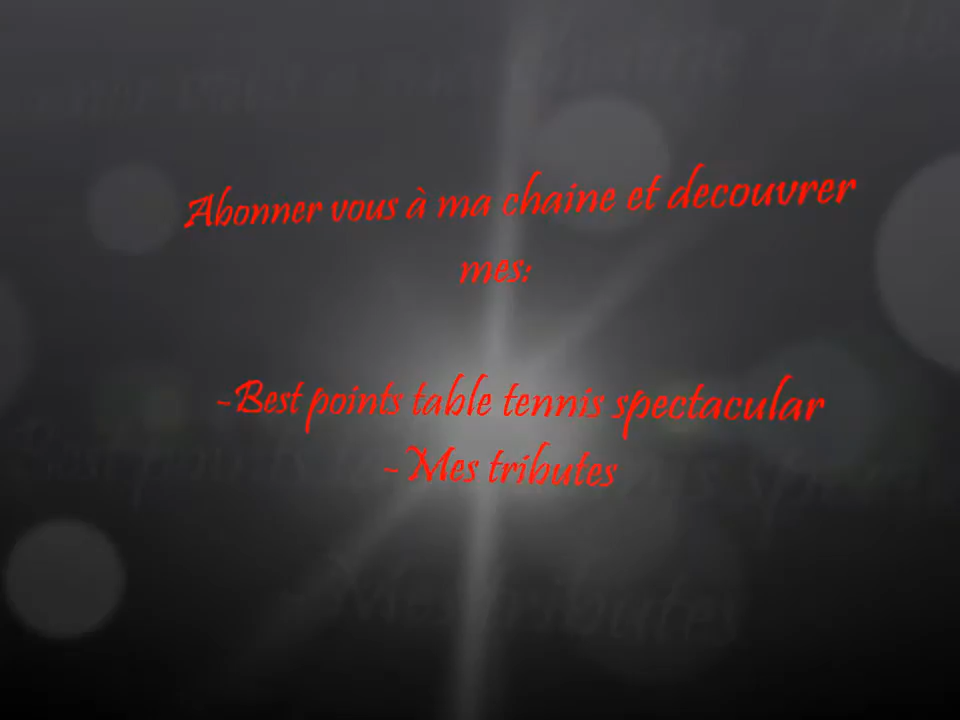 Abonner vous à ma chaine et decouvrer
mes:
-Best points table tennis spectacular
-Mes tributes